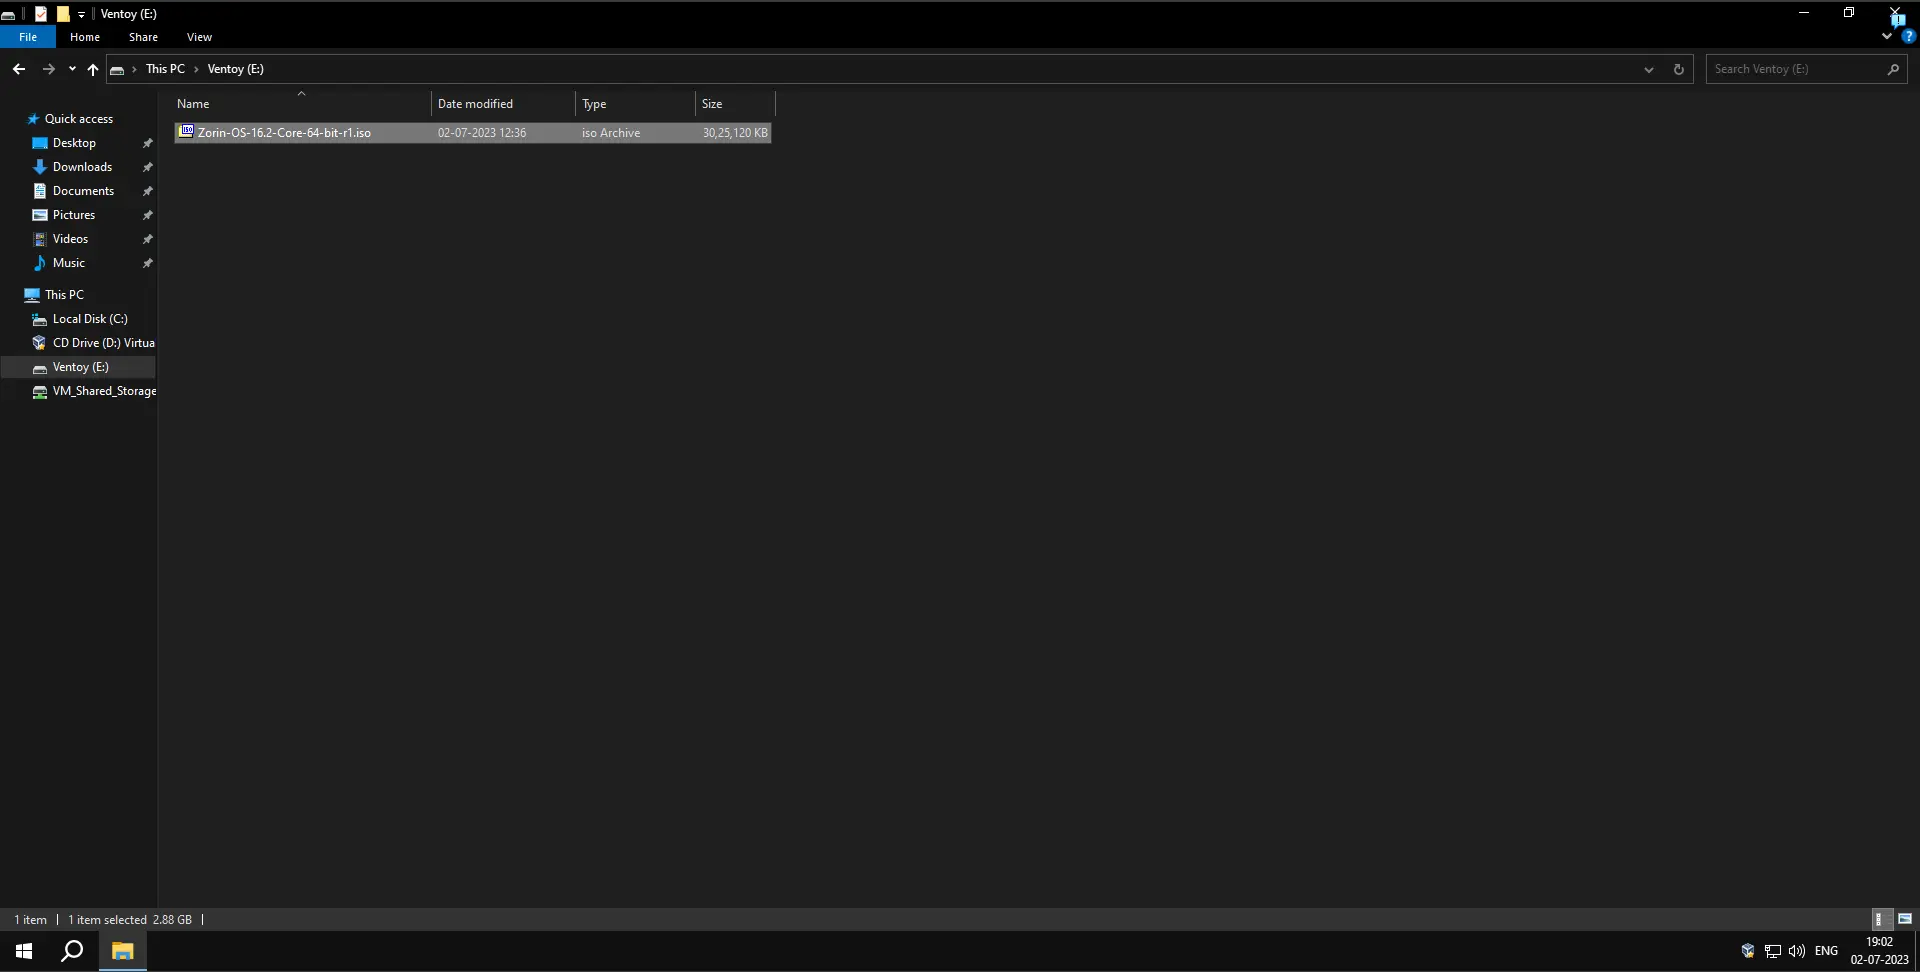 Ventoy (E:)
File Home Share View
This PC Ventoy (E:) Search Ventoy (E:)
Name Date modified Type Size
Zorin-OS-16.2-Core-64-bit-r1.iso 02-07-2023 12:36 iso Archive 30,25,120 KB
Quick access
Desktop
Downloads
Documents
Pictures
Videos
Music
This PC
Local Disk (C:)
CD Drive (D:) Virtua
Ventoy (E:)
VM_Shared_Storage
1 item 1 item selected 2.88 GB
ENG 19:02
02-07-2023